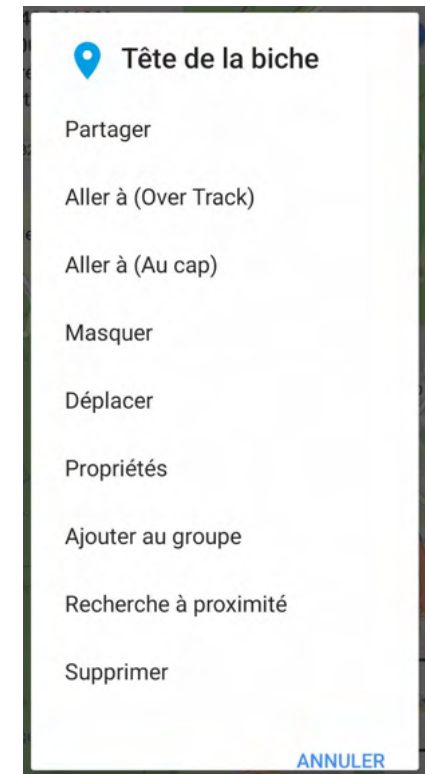 Tête de la biche
Partager
Aller à (Over Track)
Aller à (Au cap)
Masquer
Déplacer
Propriétés
Ajouter au groupe
Recherche à proximité
Supprimer
ANNULER